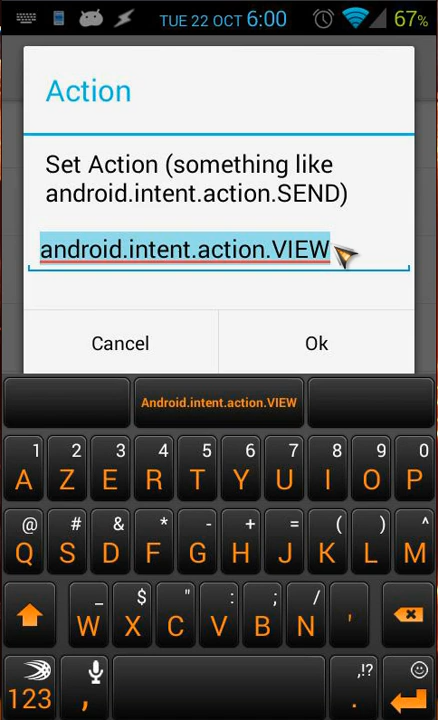 TUE 22 OCT 6:00 67%
Action
Set Action (something like
android.intent.action.SEND)
android.intent.action.VIEW
Cancel Ok
Android.intent.action.VIEW
1 2 3 4 5 6 7 8 9 0
A Z E R T Y U I O P
@ # & * - + = ( ) ^
Q S D F G H J K L M
_ $ " : ; /
W X C V B N '
,!?
123 , .